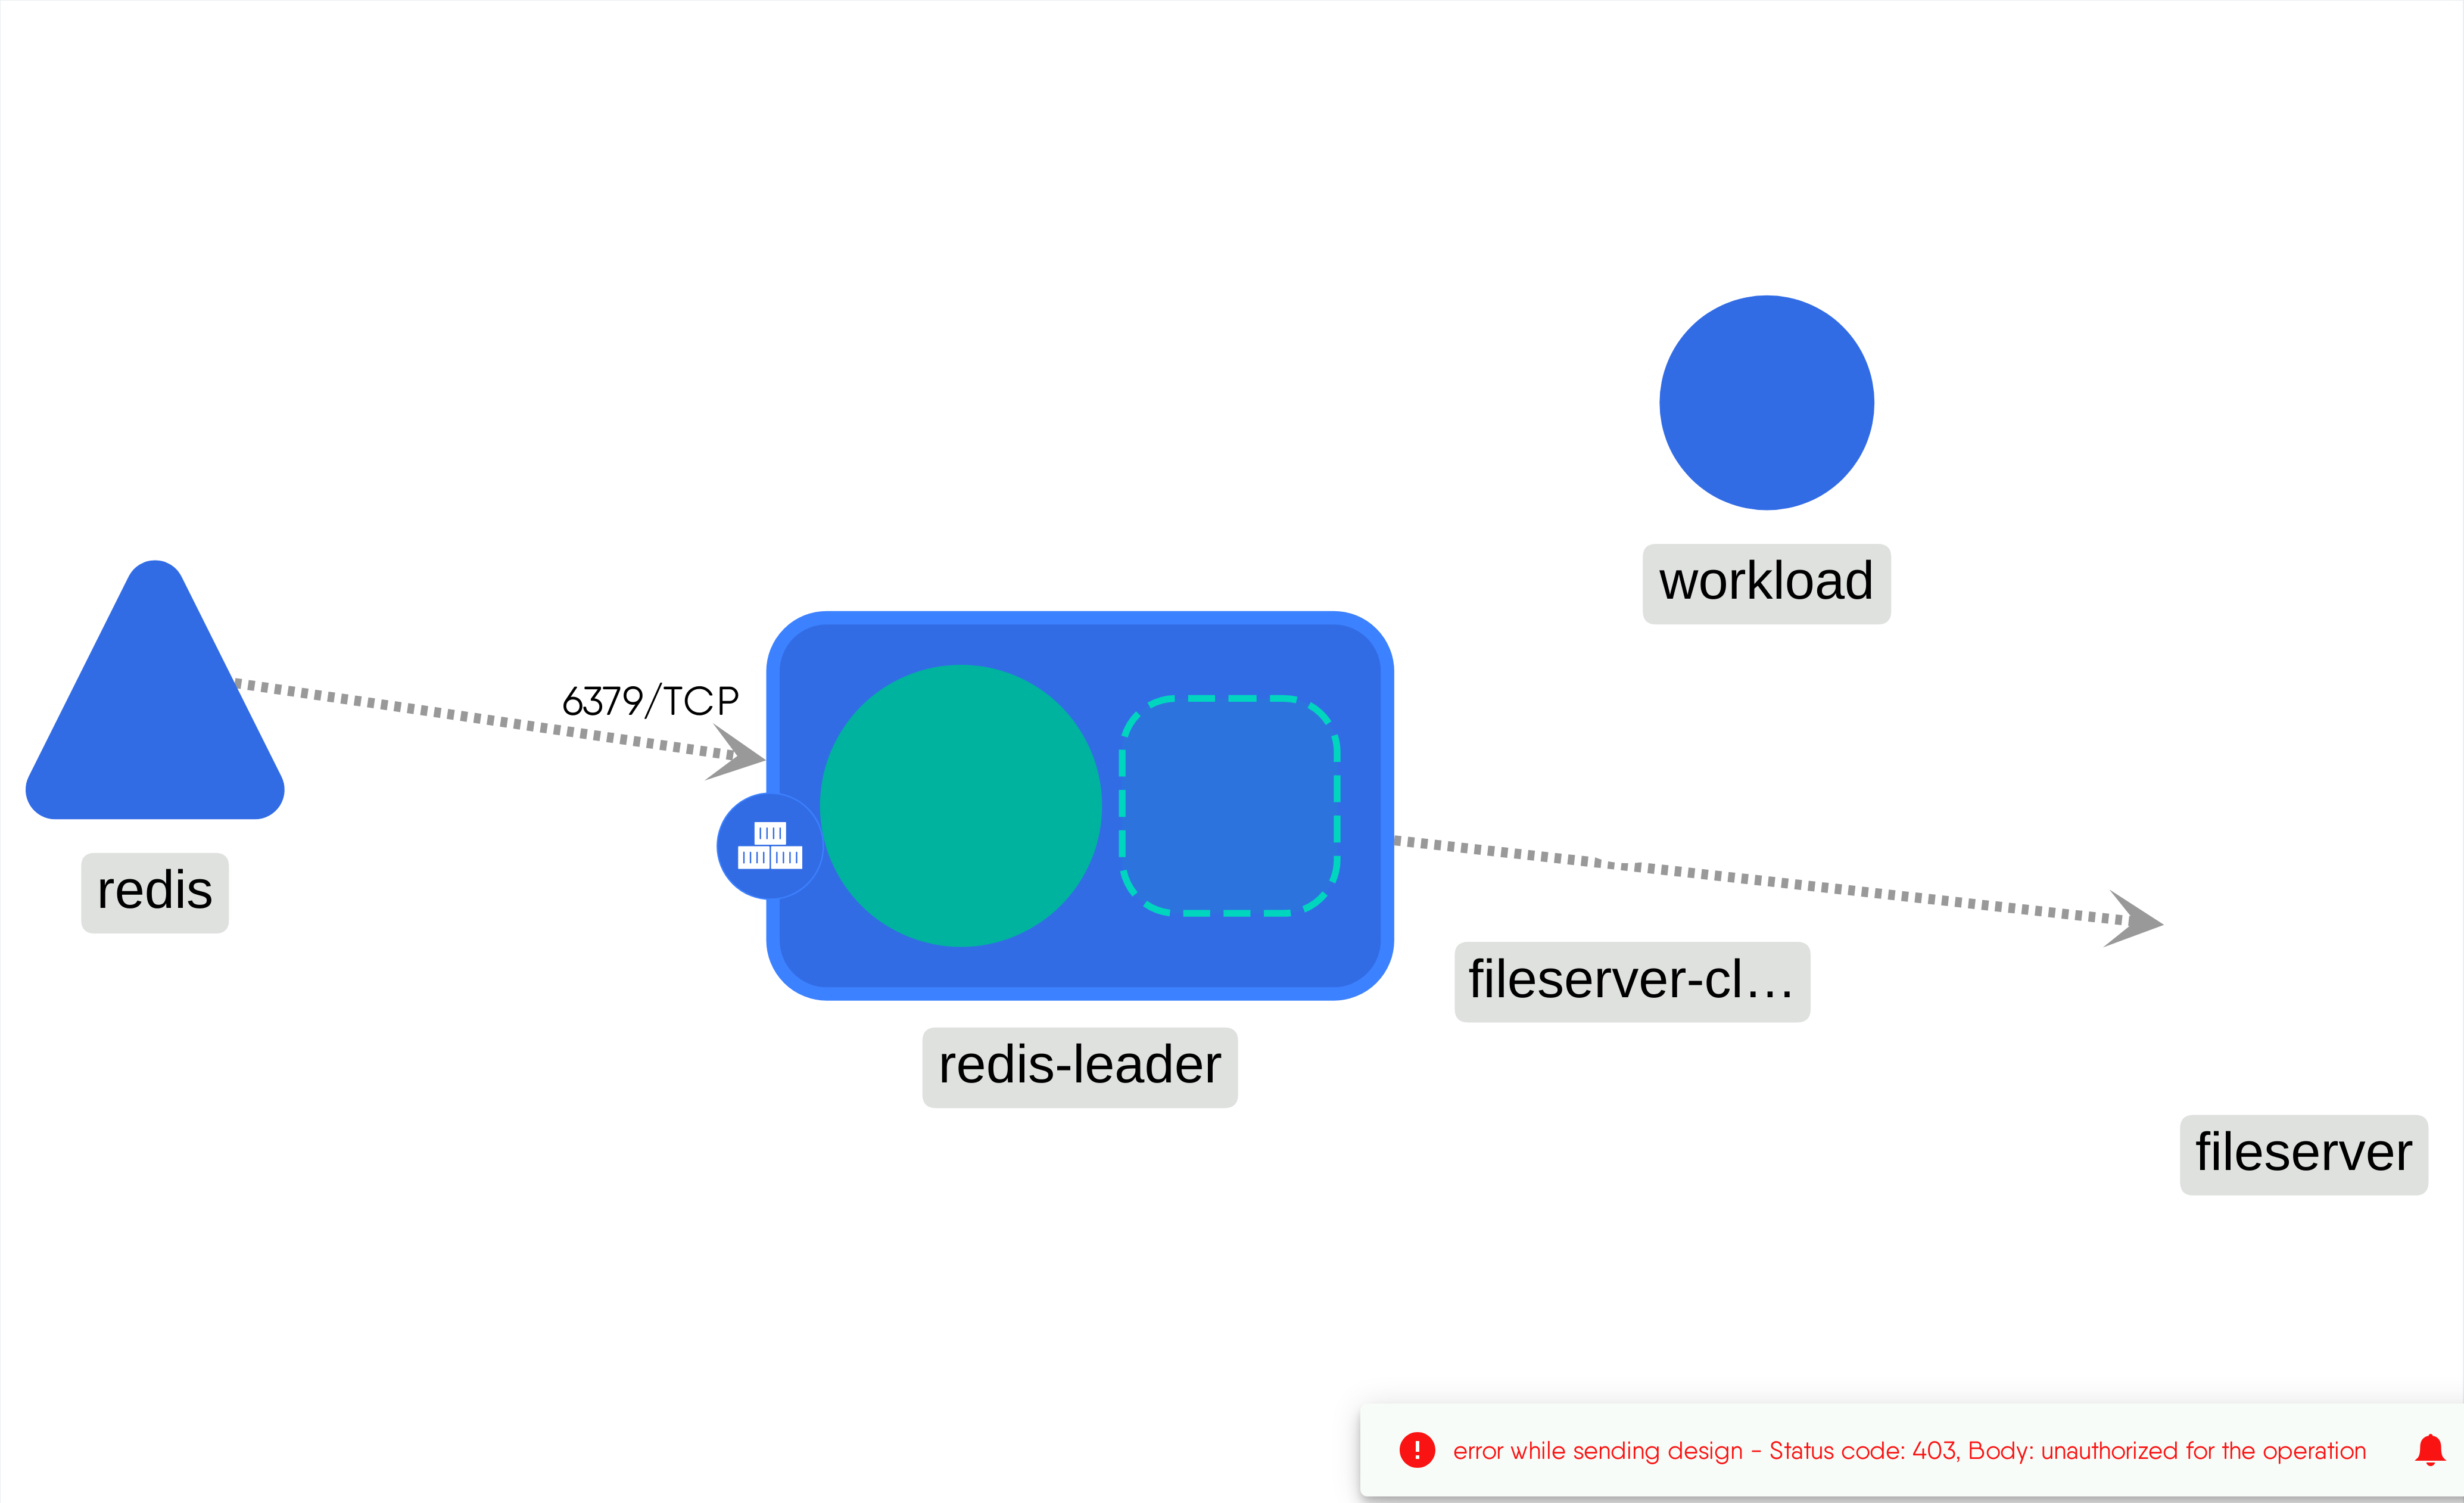 workload
6379/TCP
redis
fileserver-cl...
redis-leader
fileserver
error while sending design - Status code: 403, Body: unauthorized for the operation